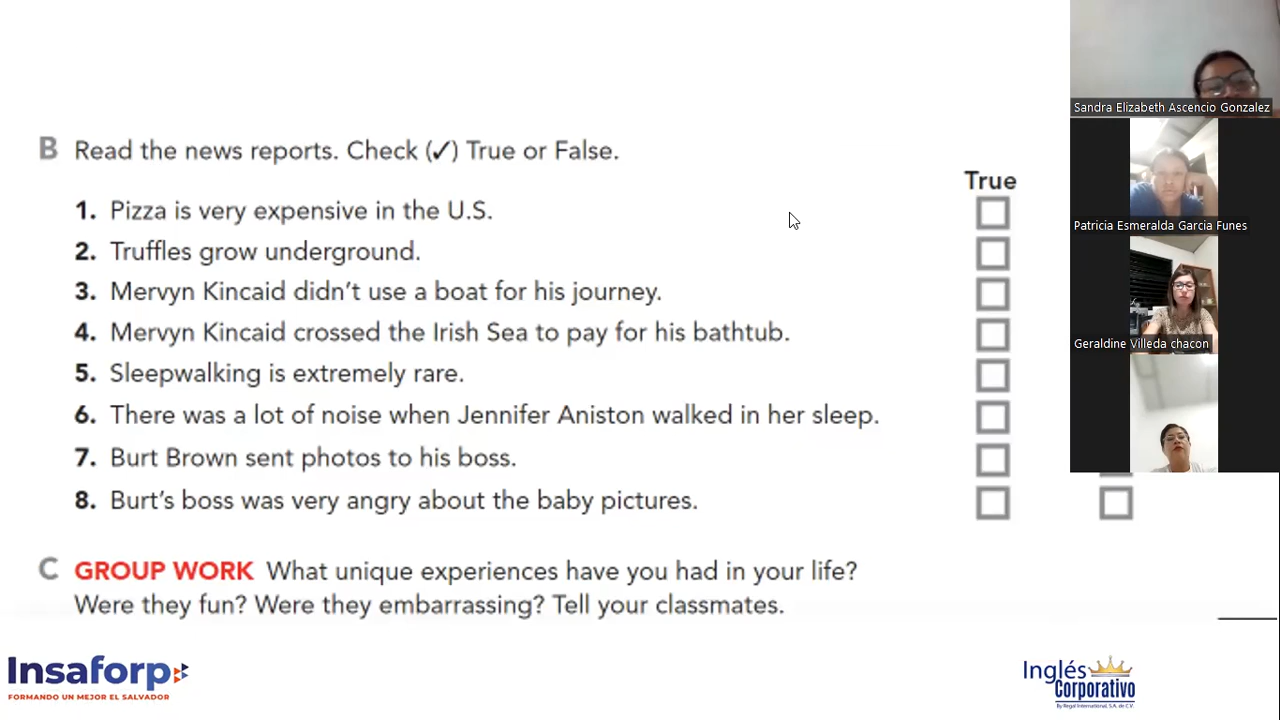 B Read the news reports. Check (✓) True or False.
True
1. Pizza is very expensive in the U.S.
2. Truffles grow underground.
3. Mervyn Kincaid didn't use a boat for his journey.
4. Mervyn Kincaid crossed the Irish Sea to pay for his bathtub.
5. Sleepwalking is extremely rare.
6. There was a lot of noise when Jennifer Aniston walked in her sleep.
7. Burt Brown sent photos to his boss.
8. Burt's boss was very angry about the baby pictures.
C GROUP WORK What unique experiences have you had in your life?
Were they fun? Were they embarrassing? Tell your classmates.
Sandra Elizabeth Ascencio Gonzalez
Patricia Esmeralda Garcia Funes
Geraldine Villeda chacon
Insaforp
FORMANDO UN MEJOR EL SALVADOR
Inglés
Corporativo
By Regal International, S.A. de C.V.